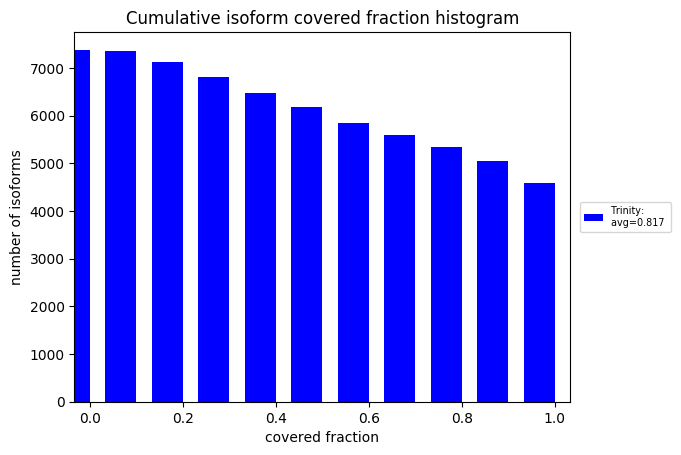 Cumulative isoform covered fraction histogram
number of isoforms
7000
6000
5000
4000
3000
2000
1000
0
0.0 0.2 0.4 0.6 0.8 1.0
covered fraction
Trinity:
avg=0.817